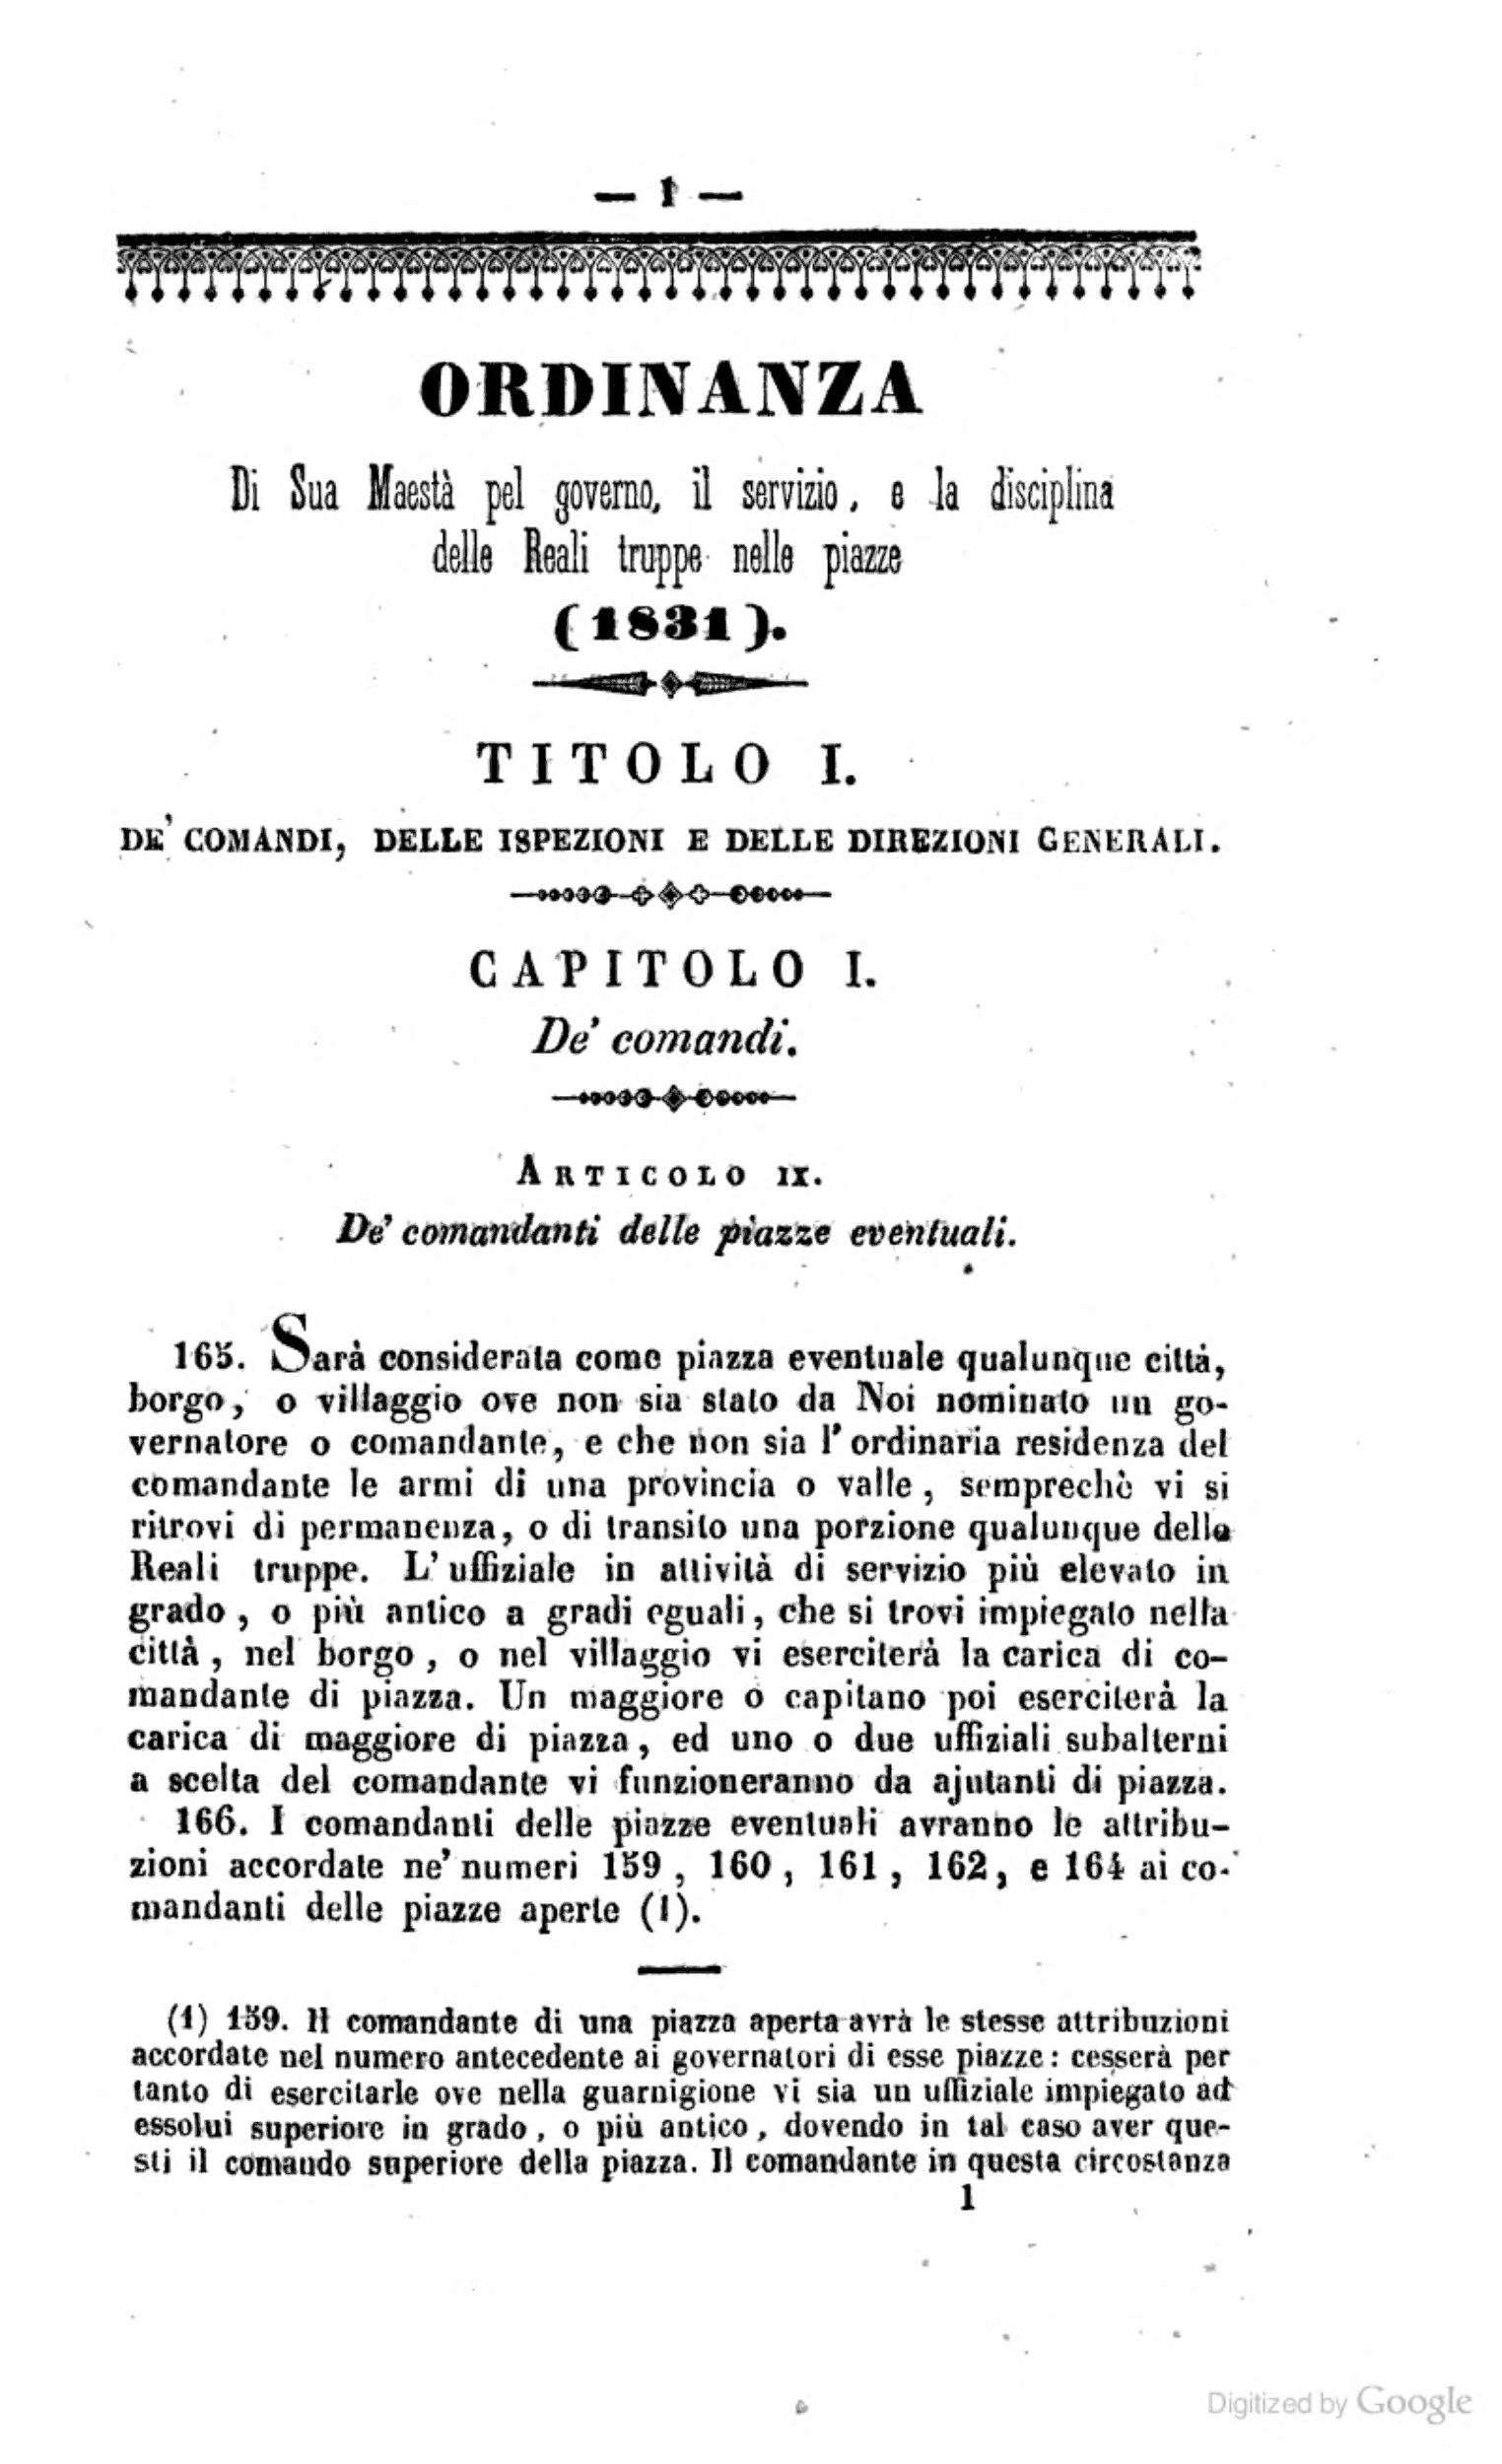 — 1 —
ORDINANZA
Di Sua Maestà pel governo, il servizio, e la disciplina
delle Reali truppe nelle piazze
(1831).
TITOLO I.
DE' COMANDI, DELLE ISPEZIONI E DELLE DIREZIONI GENERALI.
CAPITOLO I.
De' comandi.
ARTICOLO IX.
De' comandanti delle piazze eventuali.
165. Sarà considerata come piazza eventuale qualunque città,
borgo, o villaggio ove non sia stato da Noi nominato un go-
vernatore o comandante, e che non sia l' ordinaria residenza del
comandante le armi di una provincia o valle, semprechè vi si
ritrovi di permanenza, o di transito una porzione qualunque delle
Reali truppe. L' uffiziale in attività di servizio più elevato in
grado, o più antico a gradi eguali, che si trovi impiegato nella
città, nel borgo, o nel villaggio vi eserciterà la carica di co-
mandante di piazza. Un maggiore o capitano poi eserciterà la
carica di maggiore di piazza, ed uno o due uffiziali subalterni
a scelta del comandante vi funzioneranno da ajutanti di piazza.
166. I comandanti delle piazze eventuali avranno le attribu-
zioni accordate ne' numeri 159, 160, 161, 162, e 164 ai co-
mandanti delle piazze aperte (1).
(1) 159. Il comandante di una piazza aperta avrà le stesse attribuzioni
accordate nel numero antecedente ai governatori di esse piazze: cesserà per
tanto di esercitarle ove nella guarnigione vi sia un uffiziale impiegato ad
essolui superiore in grado, o più antico, dovendo in tal caso aver que-
sti il comando superiore della piazza. Il comandante in questa circostanza
1
Digitized by Google